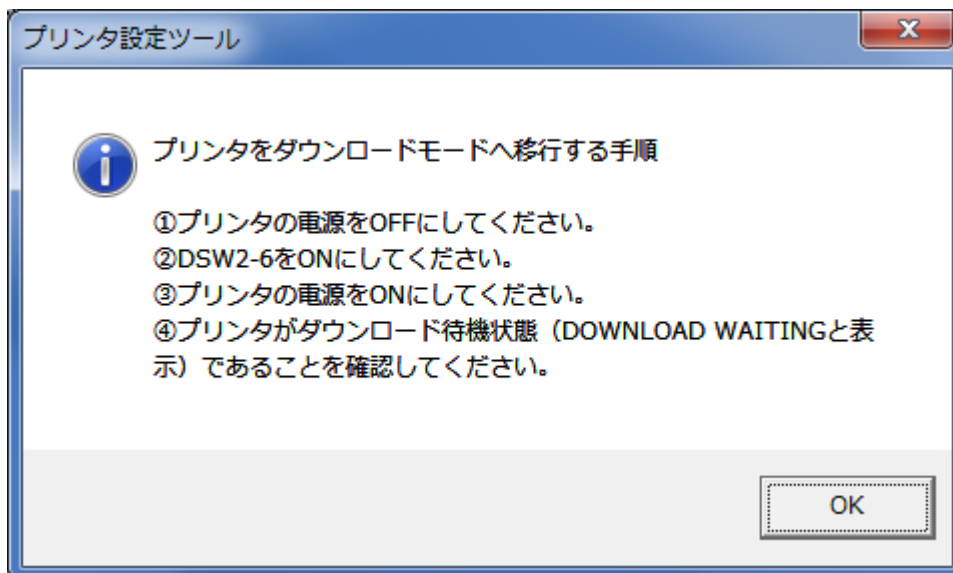 プリンタ設定ツール
プリンタをダウンロードモードへ移行する手順
①プリンタの電源をOFFにしてください。
②DSW2-6をONにしてください。
③プリンタの電源をONにしてください。
④プリンタがダウンロード待機状態（DOWNLOAD WAITINGと表
示）であることを確認してください。
OK